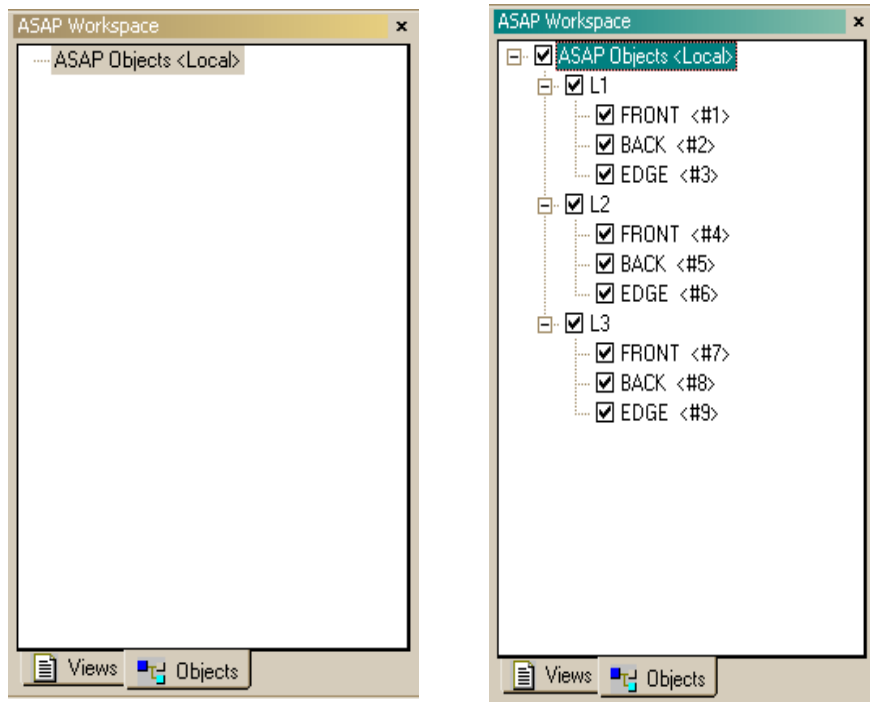 ASAP Workspace x
ASAP Objects <Local>
Views Objects
ASAP Workspace x
ASAP Objects <Local>
L1
FRONT <#1>
BACK <#2>
EDGE <#3>
L2
FRONT <#4>
BACK <#5>
EDGE <#6>
L3
FRONT <#7>
BACK <#8>
EDGE <#9>
Views Objects